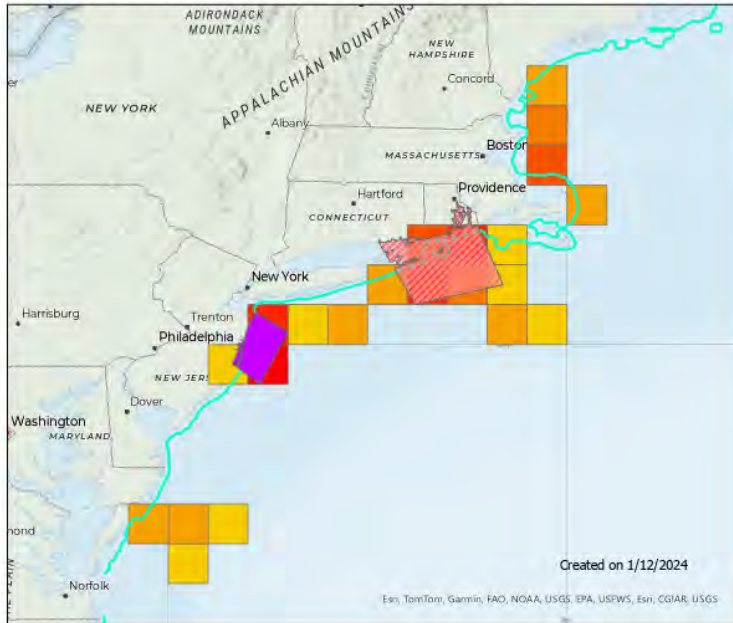 ADIRONDACK
MOUNTAINS
APPALACHIAN MOUNTAINS
NEW
HAMPSHIRE
Concord
NEW YORK
Albany
Boston
MASSACHUSETTS
Providence
Hartford
CONNECTICUT
New York
Harrisburg
Trenton
Philadelphia
NEW JER
Dover
Washington
MARYLAND
mond
Norfolk
Created on 1/12/2024
Esri, TomTom, Garmin, FAO, NOAA, USGS, EPA, USFWS, Esri, CGIAR, USGS